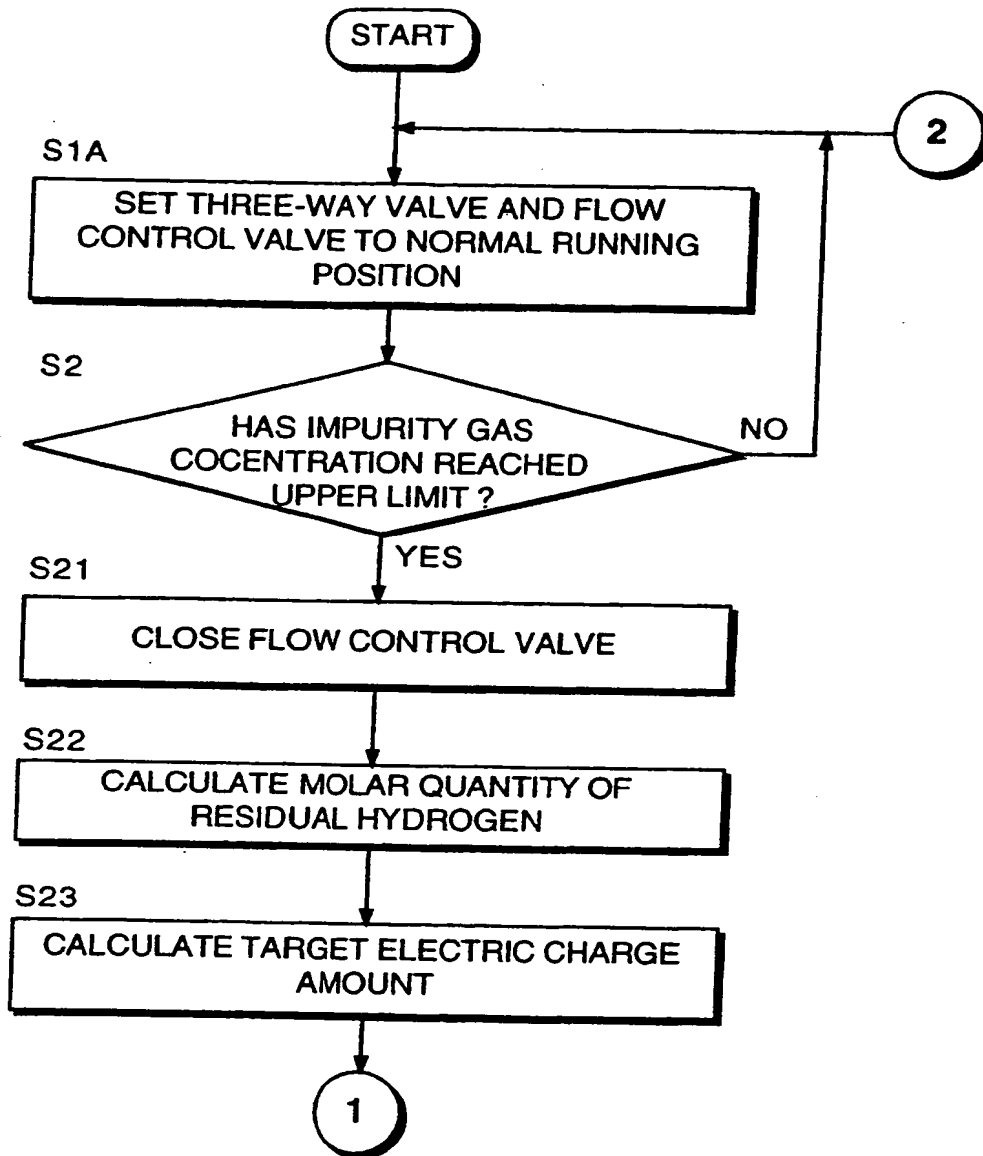 START
2
S1A
SET THREE-WAY VALVE AND FLOW
CONTROL VALVE TO NORMAL RUNNING
POSITION
S2
HAS IMPURITY GAS
COCENTRATION REACHED
UPPER LIMIT ?
NO
YES
S21
CLOSE FLOW CONTROL VALVE
S22
CALCULATE MOLAR QUANTITY OF
RESIDUAL HYDROGEN
S23
CALCULATE TARGET ELECTRIC CHARGE
AMOUNT
1